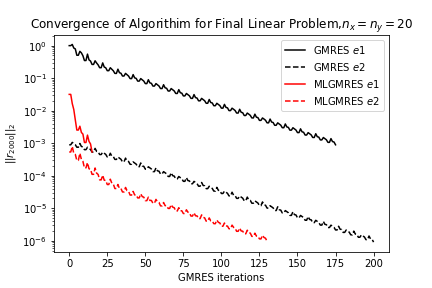 Convergence of Algorithim for Final Linear Problem,$n_x = n_y = 20$
GMRES e1
GMRES e2
MLGMRES e1
MLGMRES e2
||r_{2000}||_2
10^0
10^{-1}
10^{-2}
10^{-3}
10^{-4}
10^{-5}
10^{-6}
0 25 50 75 100 125 150 175 200
GMRES iterations